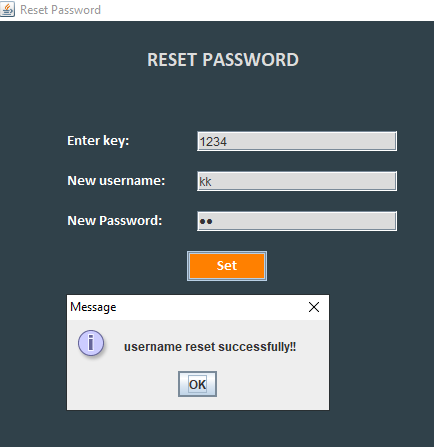 Reset Password
RESET PASSWORD
Enter key: 1234
New username: kk
New Password: ●●
Set
Message
username reset successfully!!
OK